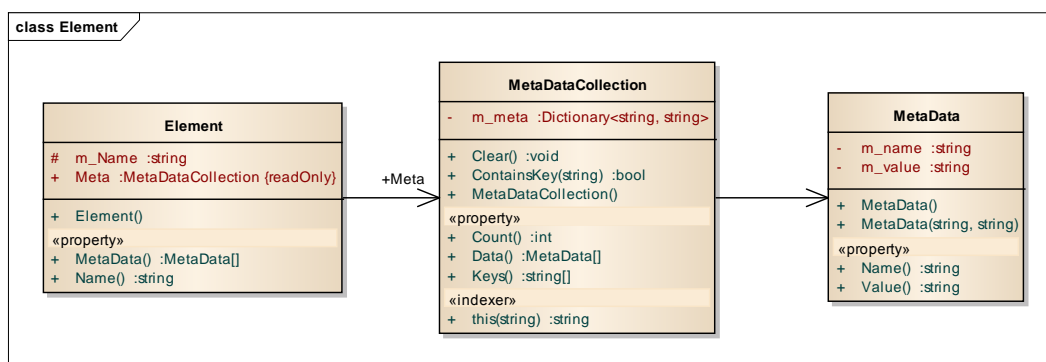 class Element
Element
# m_Name :string
+ Meta :MetaDataCollection {readOnly}
+ Element()
«property»
+ MetaData() :MetaData[]
+ Name() :string
+Meta
MetaDataCollection
- m_meta :Dictionary<string, string>
+ Clear() :void
+ ContainsKey(string) :bool
+ MetaDataCollection()
«property»
+ Count() :int
+ Data() :MetaData[]
+ Keys() :string[]
«indexer»
+ this(string) :string
MetaData
- m_name :string
- m_value :string
+ MetaData()
+ MetaData(string, string)
«property»
+ Name() :string
+ Value() :string